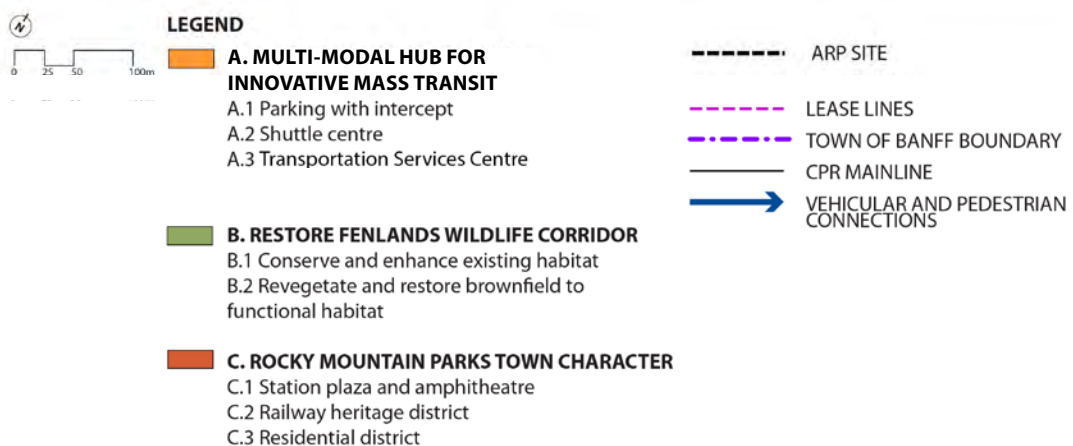 N
0 25 50 100m
LEGEND
A. MULTI-MODAL HUB FOR
INNOVATIVE MASS TRANSIT
A.1 Parking with intercept
A.2 Shuttle centre
A.3 Transportation Services Centre
B. RESTORE FENLANDS WILDLIFE CORRIDOR
B.1 Conserve and enhance existing habitat
B.2 Revegetate and restore brownfield to
functional habitat
C. ROCKY MOUNTAIN PARKS TOWN CHARACTER
C.1 Station plaza and amphitheatre
C.2 Railway heritage district
C.3 Residential district
ARP SITE
LEASE LINES
TOWN OF BANFF BOUNDARY
CPR MAINLINE
VEHICULAR AND PEDESTRIAN
CONNECTIONS